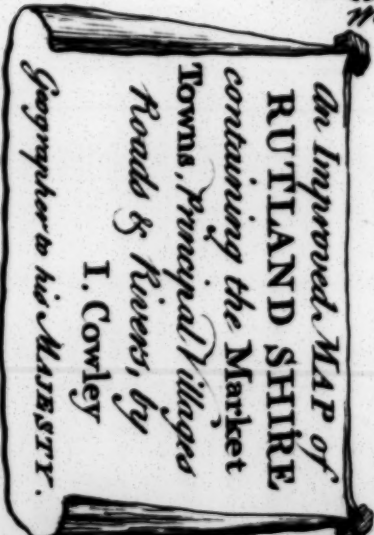 An Improved MAP of
RUTLAND SHIRE
containing the Market
Towns, Principal Villages
Roads & Rivers, by
I. Cowley
Geographer to his MAJESTY.